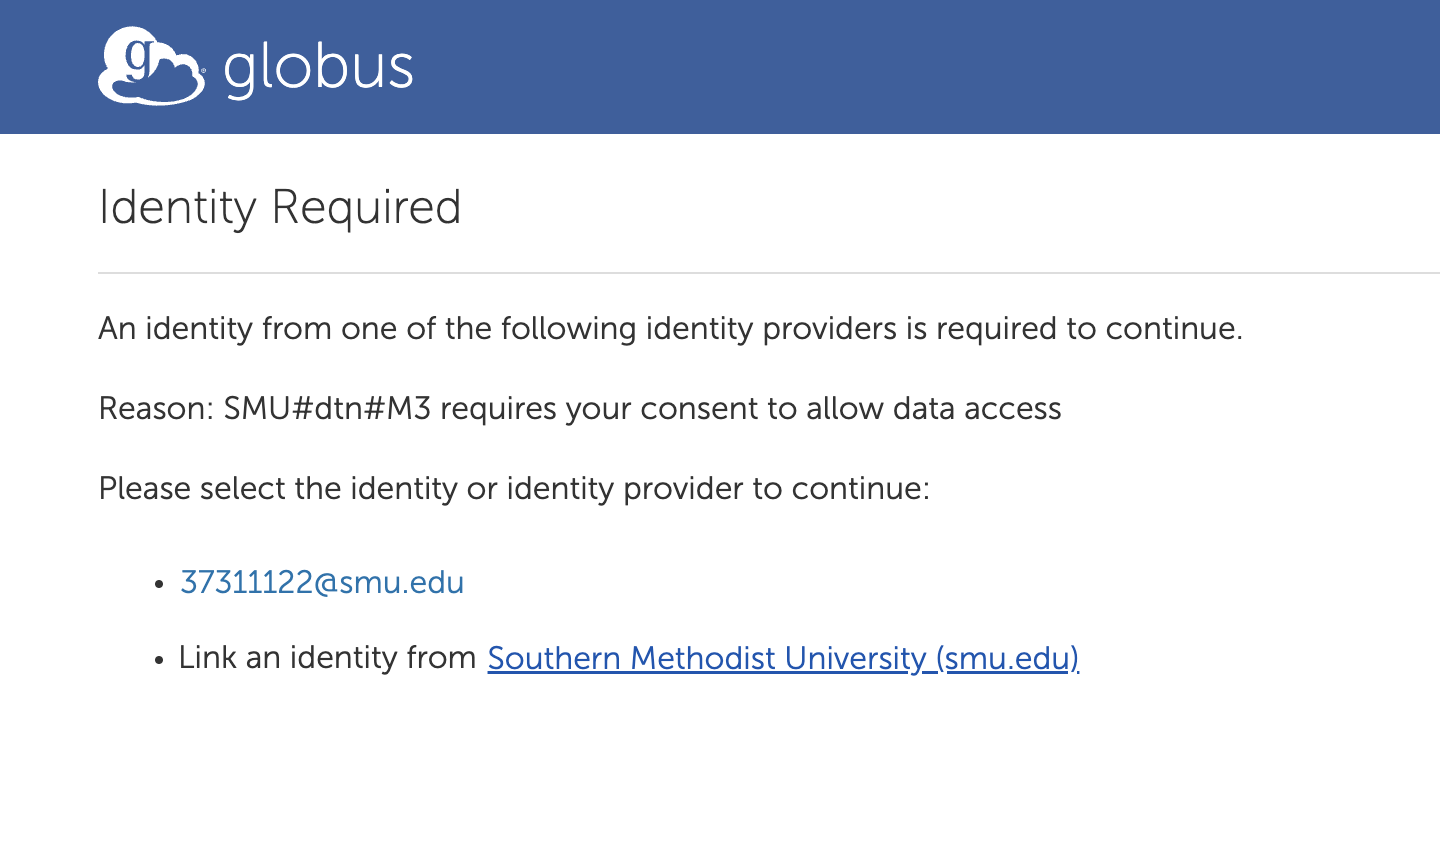 globus
Identity Required
An identity from one of the following identity providers is required to continue.
Reason: SMU#dtn#M3 requires your consent to allow data access
Please select the identity or identity provider to continue:
• 37311122@smu.edu
• Link an identity from Southern Methodist University (smu.edu)